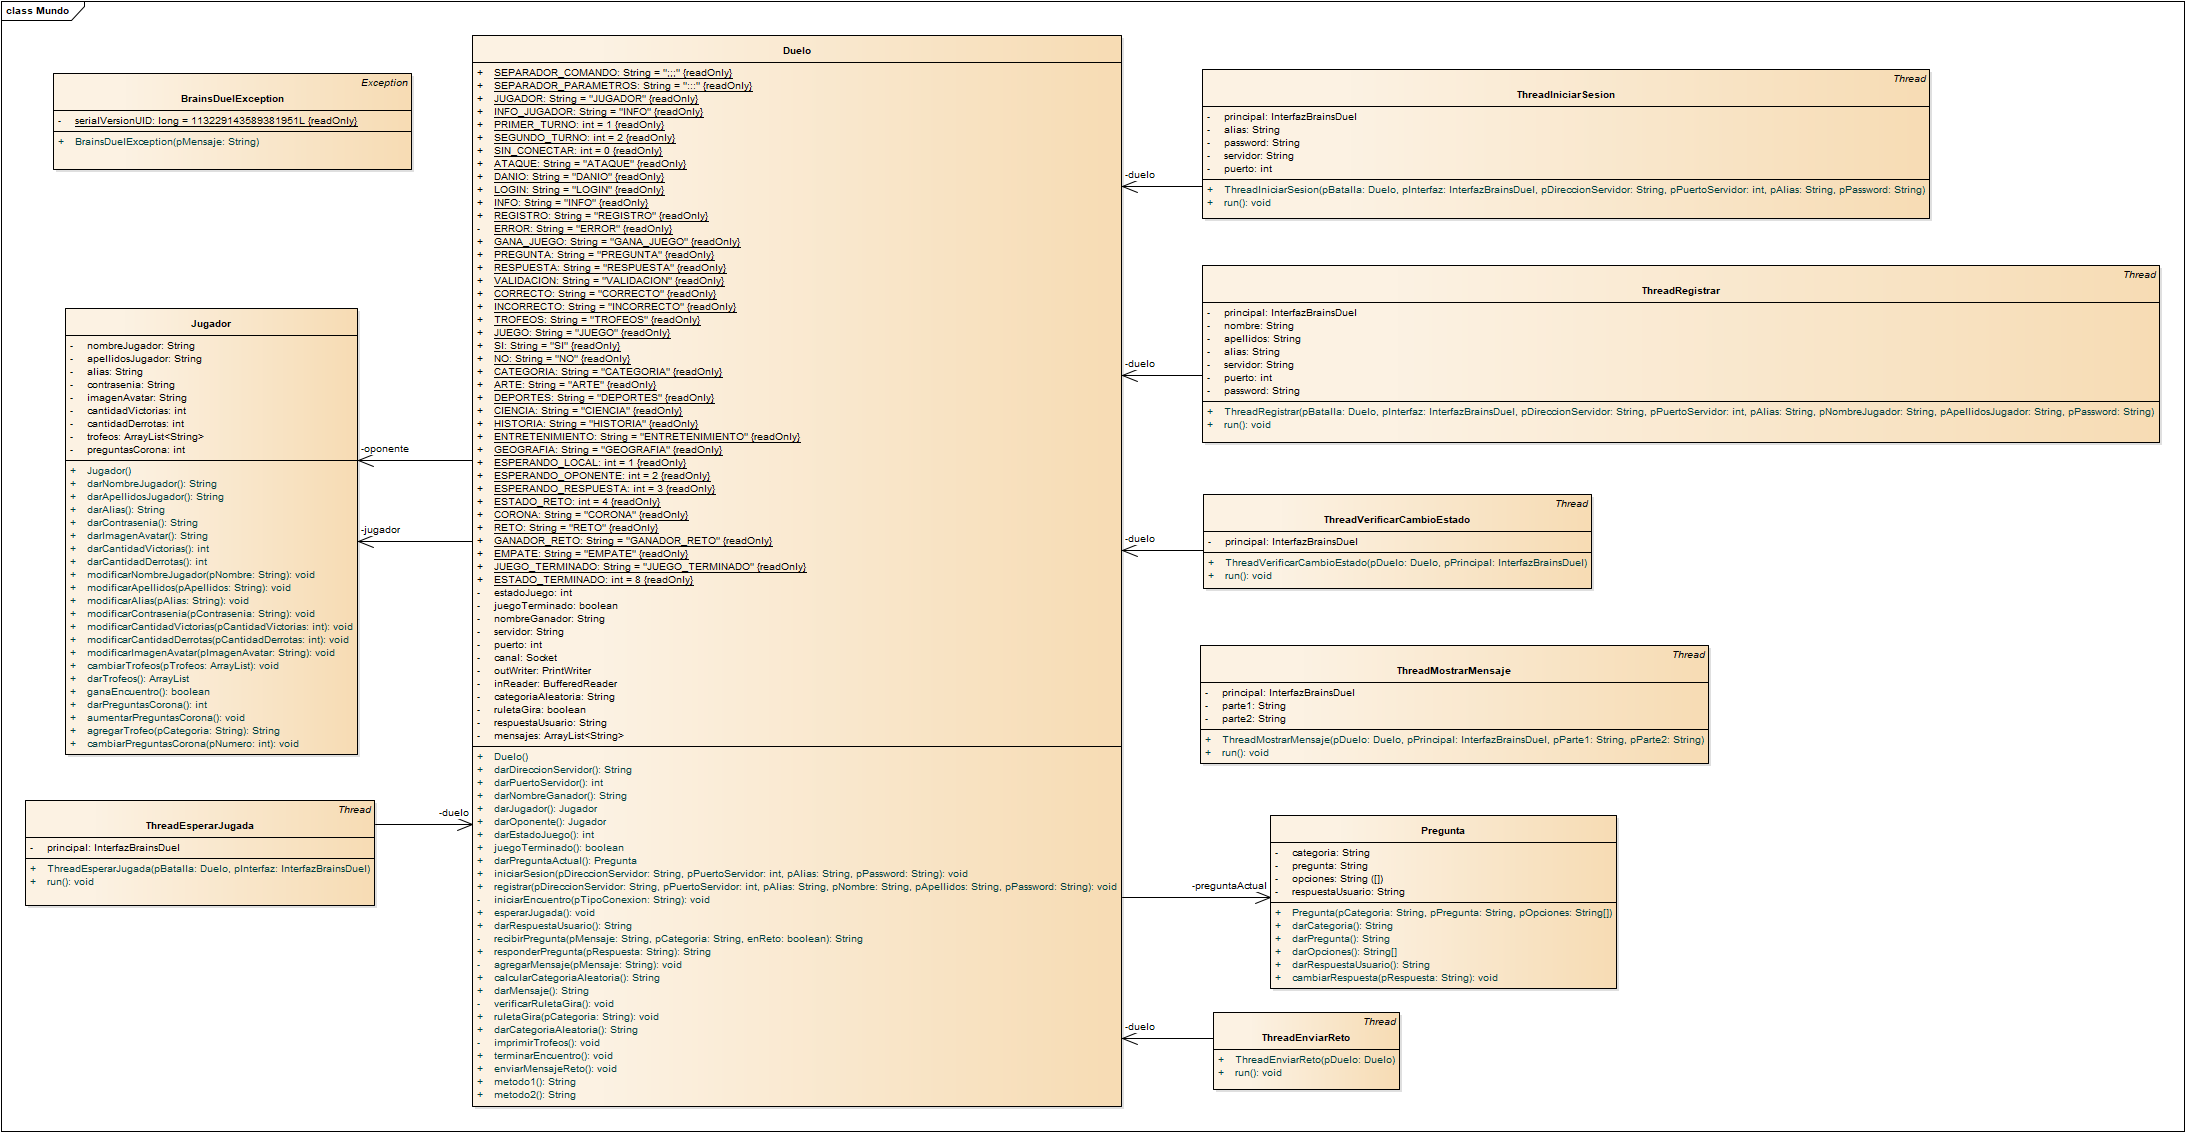 class Mundo
Exception
BrainsDuelException
- serialVersionUID: long = 113229143589381951L {readOnly}
+ BrainsDuelException(pMensaje: String)
Jugador
- nombreJugador: String
- apellidosJugador: String
- alias: String
- contrasenia: String
- imagenAvatar: String
- cantidadVictorias: int
- cantidadDerrotas: int
- trofeos: ArrayList<String>
- preguntasCorona: int
+ Jugador()
+ darNombreJugador(): String
+ darApellidosJugador(): String
+ darAlias(): String
+ darContrasenia(): String
+ darImagenAvatar(): String
+ darCantidadVictorias(): int
+ darCantidadDerrotas(): int
+ modificarNombreJugador(pNombre: String): void
+ modificarApellidos(pApellidos: String): void
+ modificarAlias(pAlias: String): void
+ modificarContrasenia(pContrasenia: String): void
+ modificarCantidadVictorias(pCantidadVictorias: int): void
+ modificarCantidadDerrotas(pCantidadDerrotas: int): void
+ modificarImagenAvatar(pImagenAvatar: String): void
+ cambiarTrofeos(pTrofeos: ArrayList): void
+ darTrofeos(): ArrayList
+ ganaEncuentro(): boolean
+ darPreguntasCorona(): int
+ aumentarPreguntasCorona(): void
+ agregarTrofeo(pCategoria: String): String
+ cambiarPreguntasCorona(pNumero: int): void
Thread
ThreadEsperarJugada
- principal: InterfazBrainsDuel
+ ThreadEsperarJugada(pBatalla: Duelo, pInterfaz: InterfazBrainsDuel)
+ run(): void
-oponente
-jugador
-duelo
Duelo
+ SEPARADOR_COMANDO: String = ";;;" {readOnly}
+ SEPARADOR_PARAMETROS: String = ":::" {readOnly}
+ JUGADOR: String = "JUGADOR" {readOnly}
+ INFO_JUGADOR: String = "INFO" {readOnly}
+ PRIMER_TURNO: int = 1 {readOnly}
+ SEGUNDO_TURNO: int = 2 {readOnly}
+ SIN_CONECTAR: int = 0 {readOnly}
+ ATAQUE: String = "ATAQUE" {readOnly}
+ DANIO: String = "DANIO" {readOnly}
+ LOGIN: String = "LOGIN" {readOnly}
+ INFO: String = "INFO" {readOnly}
+ REGISTRO: String = "REGISTRO" {readOnly}
- ERROR: String = "ERROR" {readOnly}
+ GANA_JUEGO: String = "GANA_JUEGO" {readOnly}
+ PREGUNTA: String = "PREGUNTA" {readOnly}
+ RESPUESTA: String = "RESPUESTA" {readOnly}
+ VALIDACION: String = "VALIDACION" {readOnly}
+ CORRECTO: String = "CORRECTO" {readOnly}
+ INCORRECTO: String = "INCORRECTO" {readOnly}
+ TROFEOS: String = "TROFEOS" {readOnly}
+ JUEGO: String = "JUEGO" {readOnly}
+ SI: String = "SI" {readOnly}
+ NO: String = "NO" {readOnly}
+ CATEGORIA: String = "CATEGORIA" {readOnly}
+ ARTE: String = "ARTE" {readOnly}
+ DEPORTES: String = "DEPORTES" {readOnly}
+ CIENCIA: String = "CIENCIA" {readOnly}
+ HISTORIA: String = "HISTORIA" {readOnly}
+ ENTRETENIMIENTO: String = "ENTRETENIMIENTO" {readOnly}
+ GEOGRAFIA: String = "GEOGRAFIA" {readOnly}
+ ESPERANDO_LOCAL: int = 1 {readOnly}
+ ESPERANDO_OPONENTE: int = 2 {readOnly}
+ ESPERANDO_RESPUESTA: int = 3 {readOnly}
+ ESTADO_RETO: int = 4 {readOnly}
+ CORONA: String = "CORONA" {readOnly}
+ RETO: String = "RETO" {readOnly}
+ GANADOR_RETO: String = "GANADOR_RETO" {readOnly}
+ EMPATE: String = "EMPATE" {readOnly}
+ JUEGO_TERMINADO: String = "JUEGO_TERMINADO" {readOnly}
+ ESTADO_TERMINADO: int = 8 {readOnly}
- estadoJuego: int
- juegoTerminado: boolean
- nombreGanador: String
- servidor: String
- puerto: int
- canal: Socket
- outWriter: PrintWriter
- inReader: BufferedReader
- categoriaAleatoria: String
- ruletaGira: boolean
- respuestaUsuario: String
- mensajes: ArrayList<String>
+ Duelo()
+ darDireccionServidor(): String
+ darPuertoServidor(): int
+ darNombreGanador(): String
+ darJugador(): Jugador
+ darOponente(): Jugador
+ darEstadoJuego(): int
+ juegoTerminado(): boolean
+ darPreguntaActual(): Pregunta
+ iniciarSesion(pDireccionServidor: String, pPuertoServidor: int, pAlias: String, pPassword: String): void
+ registrar(pDireccionServidor: String, pPuertoServidor: int, pAlias: String, pNombre: String, pApellidos: String, pPassword: String): void
- iniciarEncuentro(pTipoConexion: String): void
+ esperarJugada(): void
+ darRespuestaUsuario(): String
- recibirPregunta(pMensaje: String, pCategoria: String, enReto: boolean): String
+ responderPregunta(pRespuesta: String): String
- agregarMensaje(pMensaje: String): void
+ calcularCategoriaAleatoria(): String
+ darMensaje(): String
- verificarRuletaGira(): void
+ ruletaGira(pCategoria: String): void
+ darCategoriaAleatoria(): String
- imprimirTrofeos(): void
+ terminarEncuentro(): void
+ enviarMensajeReto(): void
+ metodo1(): String
+ metodo2(): String
-duelo
Thread
ThreadIniciarSesion
- principal: InterfazBrainsDuel
- alias: String
- password: String
- servidor: String
- puerto: int
+ ThreadIniciarSesion(pBatalla: Duelo, pInterfaz: InterfazBrainsDuel, pDireccionServidor: String, pPuertoServidor: int, pAlias: String, pPassword: String)
+ run(): void
-duelo
Thread
ThreadRegistrar
- principal: InterfazBrainsDuel
- nombre: String
- apellidos: String
- alias: String
- servidor: String
- puerto: int
- password: String
+ ThreadRegistrar(pBatalla: Duelo, pInterfaz: InterfazBrainsDuel, pDireccionServidor: String, pPuertoServidor: int, pAlias: String, pNombreJugador: String, pApellidosJugador: String, pPassword: String)
+ run(): void
-duelo
Thread
ThreadVerificarCambioEstado
- principal: InterfazBrainsDuel
+ ThreadVerificarCambioEstado(pDuelo: Duelo, pPrincipal: InterfazBrainsDuel)
+ run(): void
Thread
ThreadMostrarMensaje
- principal: InterfazBrainsDuel
- parte1: String
- parte2: String
+ ThreadMostrarMensaje(pDuelo: Duelo, pPrincipal: InterfazBrainsDuel, pParte1: String, pParte2: String)
+ run(): void
-preguntaActual
Pregunta
- categoria: String
- pregunta: String
- opciones: String ([])
- respuestaUsuario: String
+ Pregunta(pCategoria: String, pPregunta: String, pOpciones: String[])
+ darCategoria(): String
+ darPregunta(): String
+ darOpciones(): String[]
+ darRespuestaUsuario(): String
+ cambiarRespuesta(pRespuesta: String): void
-duelo
Thread
ThreadEnviarReto
+ ThreadEnviarReto(pDuelo: Duelo)
+ run(): void